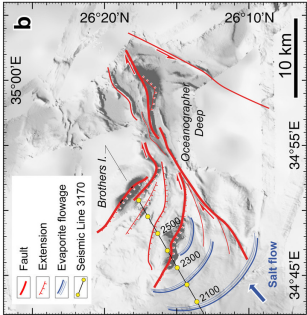 b
Fault
Extension
Evaporite flowage
Seismic Line 3170
35°00'E
34°55'E
34°45'E
26°20'N
26°10'N
Brothers I.
Oceanographer
Deep
2500
2300
2100
Salt flow
10 km